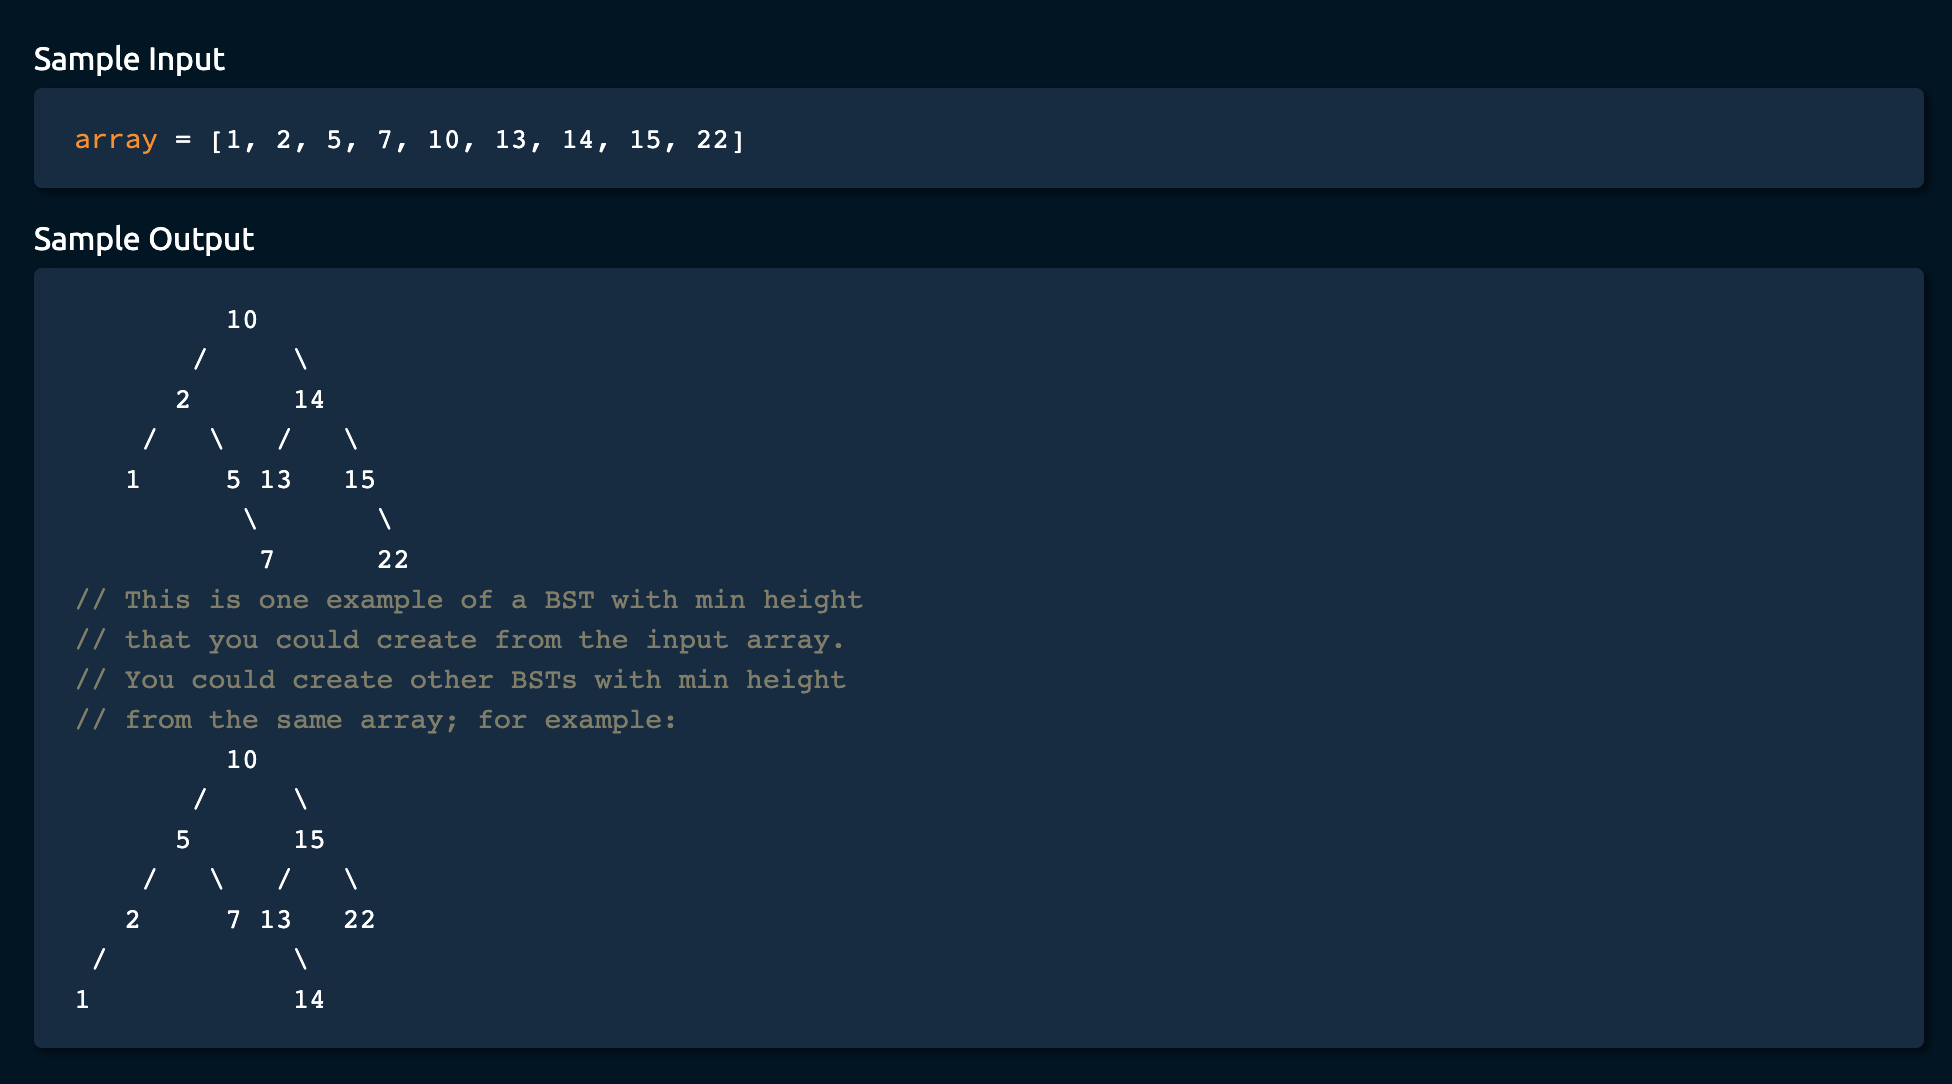 Sample Input
array = [1, 2, 5, 7, 10, 13, 14, 15, 22]
Sample Output
         10
       /     \
      2      14
    /   \   /   \
   1     5 13   15
          \       \
           7      22
// This is one example of a BST with min height
// that you could create from the input array.
// You could create other BSTs with min height
// from the same array; for example:
         10
       /     \
      5      15
    /   \   /   \
   2     7 13   22
 /           \
1            14